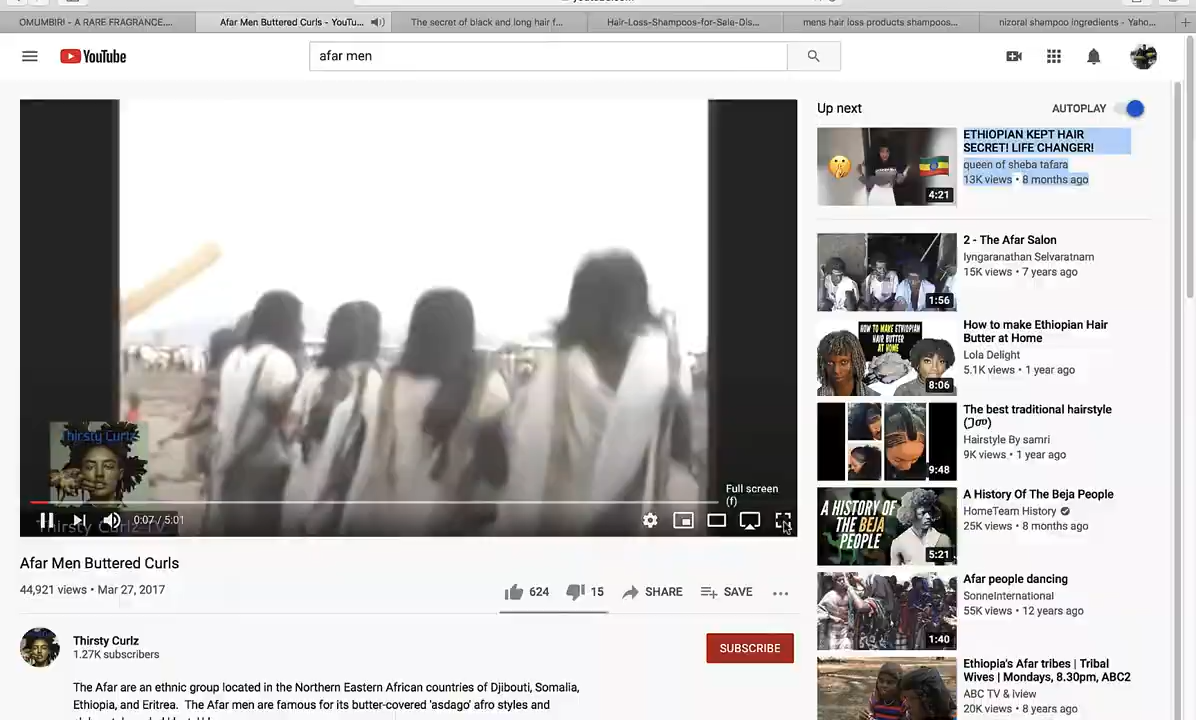 OMUMBIRI - A RARE FRAGRANCE....
Afar Men Buttered Curls - YouTu...
The secret of black and long hair f...
Hair-Loss-Shampoos-for-Sale-Dis...
mens hair loss products shampoos...
nizoral shampoo ingredients - Yaho...
YouTube
afar men
Up next
AUTOPLAY
ETHIOPIAN KEPT HAIR
SECRET! LIFE CHANGER!
queen of sheba tafara
13K views • 8 months ago
4:21
2 - The Afar Salon
Iyngaranathan Selvaratnam
15K views • 7 years ago
1:56
HOW TO MAKE ETHIOPIAN
HAIR BUTTER
AT HOME
How to make Ethiopian Hair
Butter at Home
Lola Delight
5.1K views • 1 year ago
8:06
The best traditional hairstyle
Hairstyle By samri
9K views • 1 year ago
9:48
A HISTORY
OF THE BEJA
PEOPLE
A History Of The Beja People
HomeTeam History
25K views • 8 months ago
5:21
Afar people dancing
SonneInternational
55K views • 12 years ago
1:40
Ethiopia's Afar tribes | Tribal
Wives | Mondays, 8.30pm, ABC2
ABC TV & iview
20K views • 8 years ago
Thirsty Curlz
Full screen
(f)
0:07 / 5:01
Thirsty Curlz TV
Afar Men Buttered Curls
44,921 views • Mar 27, 2017
624
15
SHARE
SAVE
Thirsty Curlz
1.27K subscribers
SUBSCRIBE
The Afar are an ethnic group located in the Northern Eastern African countries of Djibouti, Somalia,
Ethiopia, and Eritrea. The Afar men are famous for its butter-covered 'asdago' afro styles and